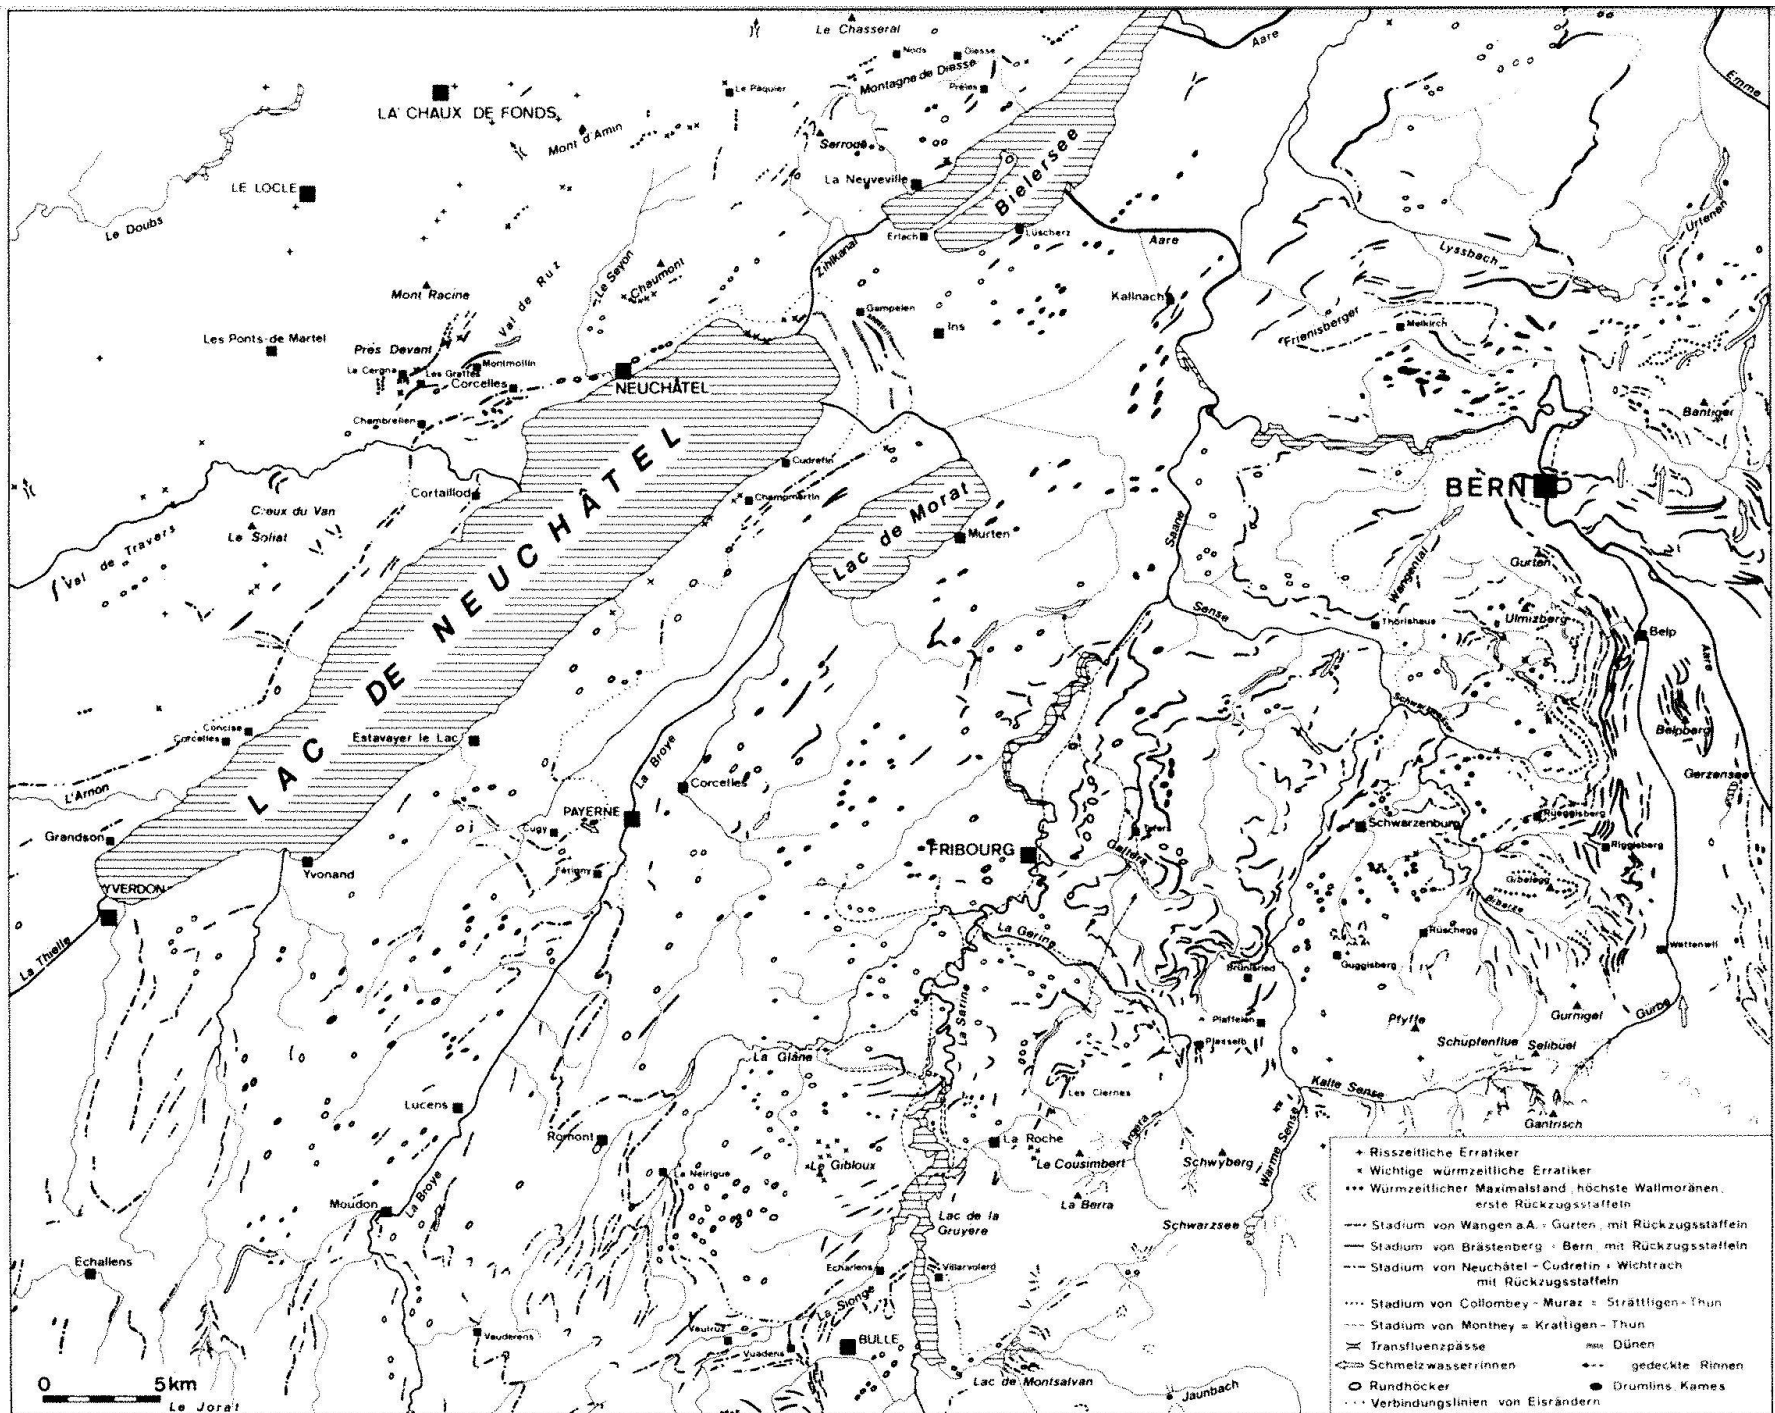 Le Chasseral
Aare
Emme
Nods
Diesse
Montagne de Diesse
Prêles
Le Pâquier
LA CHAUX DE FONDS
Mont d'Amin
Serroue
Bielersee
LE LOCLE
La Neuveville
Le Doubs
Erlach
Lüscherz
Aare
Urtenen
Lyssbach
Zihlkanal
Le Seyon
Chaumont
Val de Ruz
Mont Racine
Kallnach
Gampelen
Ins
Frienisberger
Meikirch
Les Ponts-de-Martel
Près Devant
La Cergna
Les Grattes
Montmollin
Corcelles
NEUCHÂTEL
Chambrelien
Bantiger
Cudrefin
Cortaillod
Champmartin
BERN
Creux du Van
Le Soliat
Val de Travers
LAC DE NEUCHÂTEL
Lac de Morat
Murten
Saane
Wangental
Gurten
Sense
Thörishaus
Ulmizberg
Belp
Aare
Concise
Corcelles
Estavayer le Lac
La Broye
Schwarzwasser
Belpberg
Gerzensee
L'Arnon
Corcelles
PAYERNE
Grandson
Cugy
Schwarzenburg
Rüeggisberg
Tafers
FRIBOURG
Galtera
Riggisberg
Yvonand
Fétigny
YVERDON
Gibelegg
Biberze
La Thielle
La Gerine
Rüschegg
Wattenwil
Guggisberg
Brünisried
La Sarine
Plaffeien
Pfyffe
Gurnigel
Gürbe
Plasselb
Schüpfenflue
Selibüel
La Glâne
Kalte Sense
Les Ciernes
Lucens
Gantrisch
Romont
La Roche
Ärgera
Warme Sense
Le Gibloux
Le Cousimbert
Schwyberg
La Neirigue
La Berra
Moudon
La Broye
Lac de la
Gruyère
Schwarzsee
Echallens
Echarlens
Villarvolard
La Sionge
Vauderens
Vaulruz
Vuadens
BULLE
Lac de Montsalvan
Jaunbach
0 5km
Le Jorat
+ Risszeitliche Erratiker
× Wichtige würmzeitliche Erratiker
Würmzeitlicher Maximalstand, höchste Wallmoränen,
erste Rückzugsstaffeln
Stadium von Wangen a.A. = Gurten, mit Rückzugsstaffeln
Stadium von Brästenberg = Bern, mit Rückzugsstaffeln
Stadium von Neuchâtel - Cudrefin = Wichtrach
mit Rückzugsstaffeln
Stadium von Collombey - Muraz = Strättligen - Thun
Stadium von Monthey = Krattigen - Thun
Transfluenzpässe Dünen
Schmelzwasserrinnen gedeckte Rinnen
Rundhöcker Drumlins, Kames
Verbindungslinien von Eisrändern